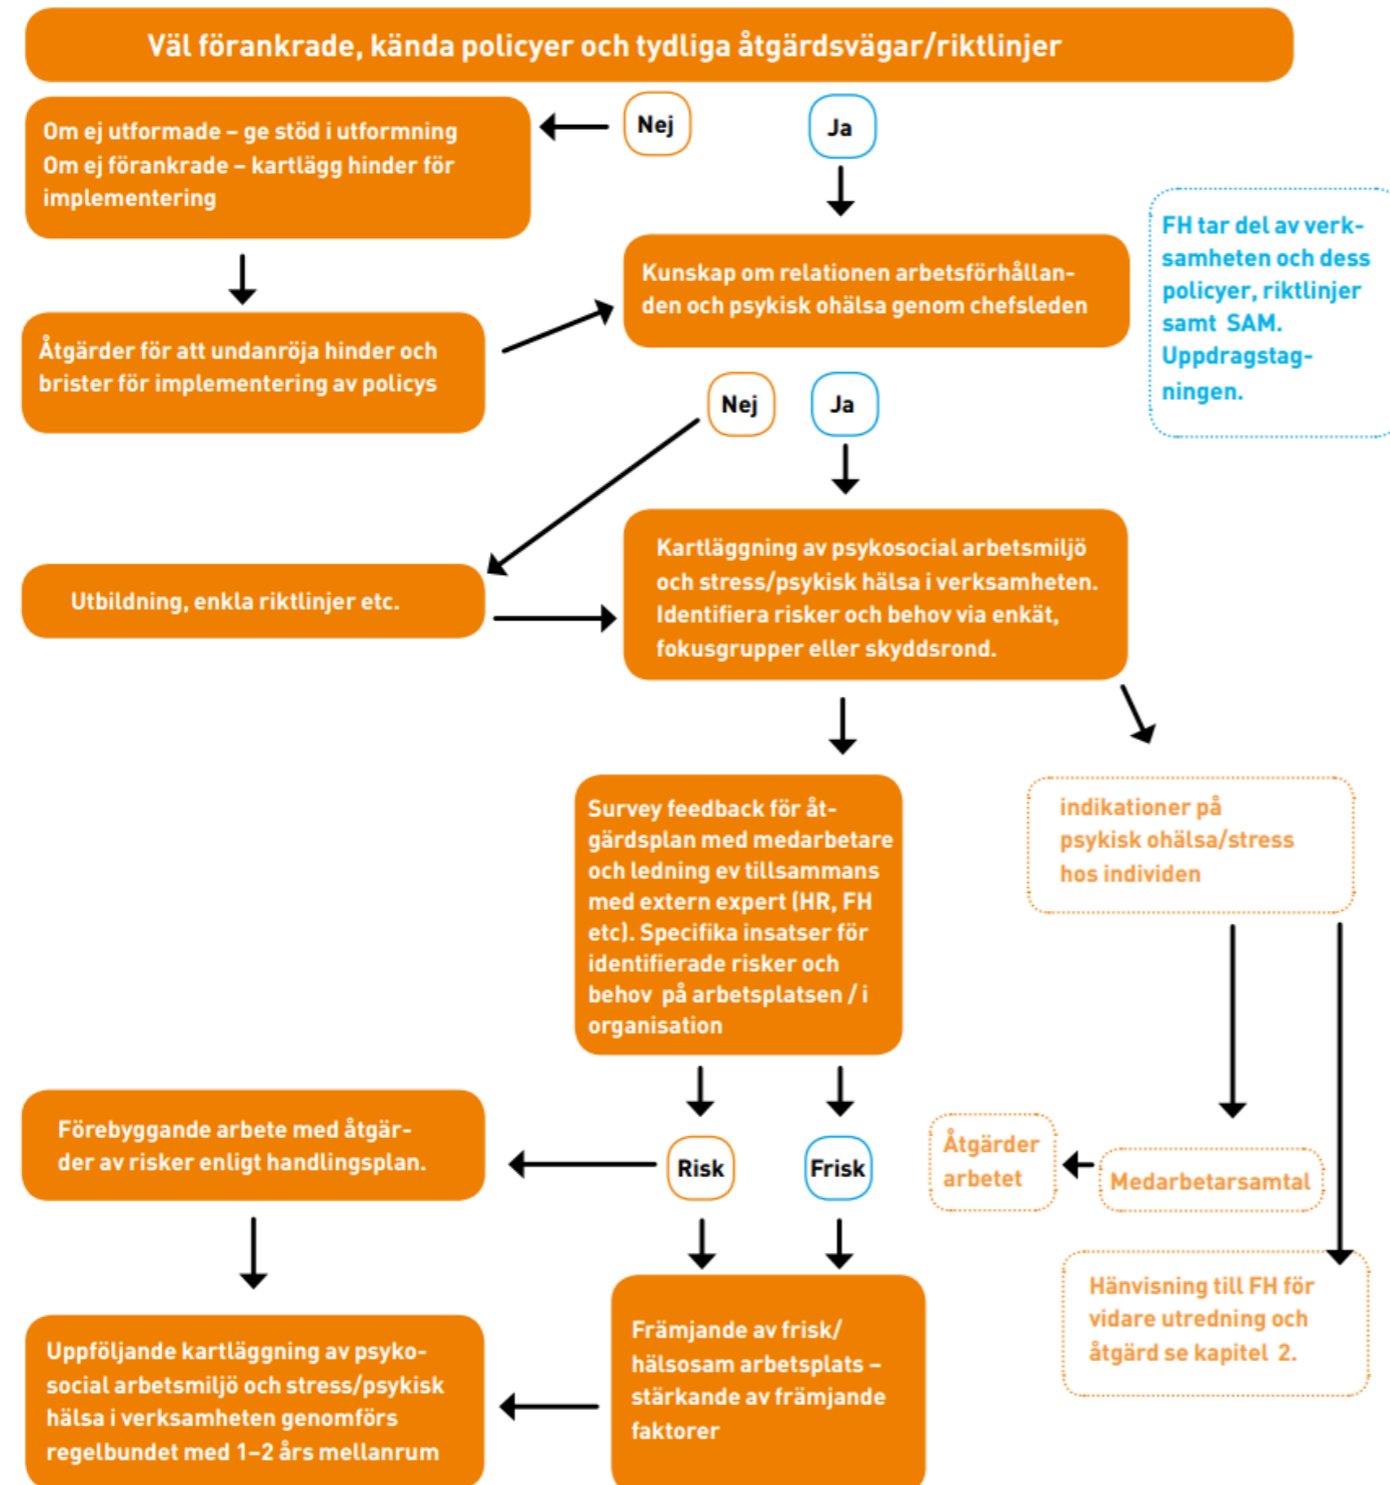 Väl förankrade, kända policyer och tydliga åtgärdsvägar/riktlinjer
Nej
Ja
Om ej utformade – ge stöd i utformning
Om ej förankrade – kartlägg hinder för
implementering
FH tar del av verk-
samheten och dess
policyer, riktlinjer
samt SAM.
Uppdragstag-
ningen.
Kunskap om relationen arbetsförhållan-
den och psykisk ohälsa genom chefsleden
Åtgärder för att undanröja hinder och
brister för implementering av policys
Nej
Ja
Kartläggning av psykosocial arbetsmiljö
och stress/psykisk hälsa i verksamheten.
Identifiera risker och behov via enkät,
fokusgrupper eller skyddsrond.
Utbildning, enkla riktlinjer etc.
Survey feedback för åt-
gärdsplan med medarbetare
och ledning ev tillsammans
med extern expert (HR, FH
etc). Specifika insatser för
identifierade risker och
behov på arbetsplatsen / i
organisation
indikationer på
psykisk ohälsa/stress
hos individen
Förebyggande arbete med åtgär-
der av risker enligt handlingsplan.
Risk
Frisk
Åtgärder
arbetet
Medarbetarsamtal
Hänvisning till FH för
vidare utredning och
åtgärd se kapitel 2.
Uppföljande kartläggning av psyko-
social arbetsmiljö och stress/psykisk
hälsa i verksamheten genomförs
regelbundet med 1–2 års mellanrum
Främjande av frisk/
hälsosam arbetsplats –
stärkande av främjande
faktorer